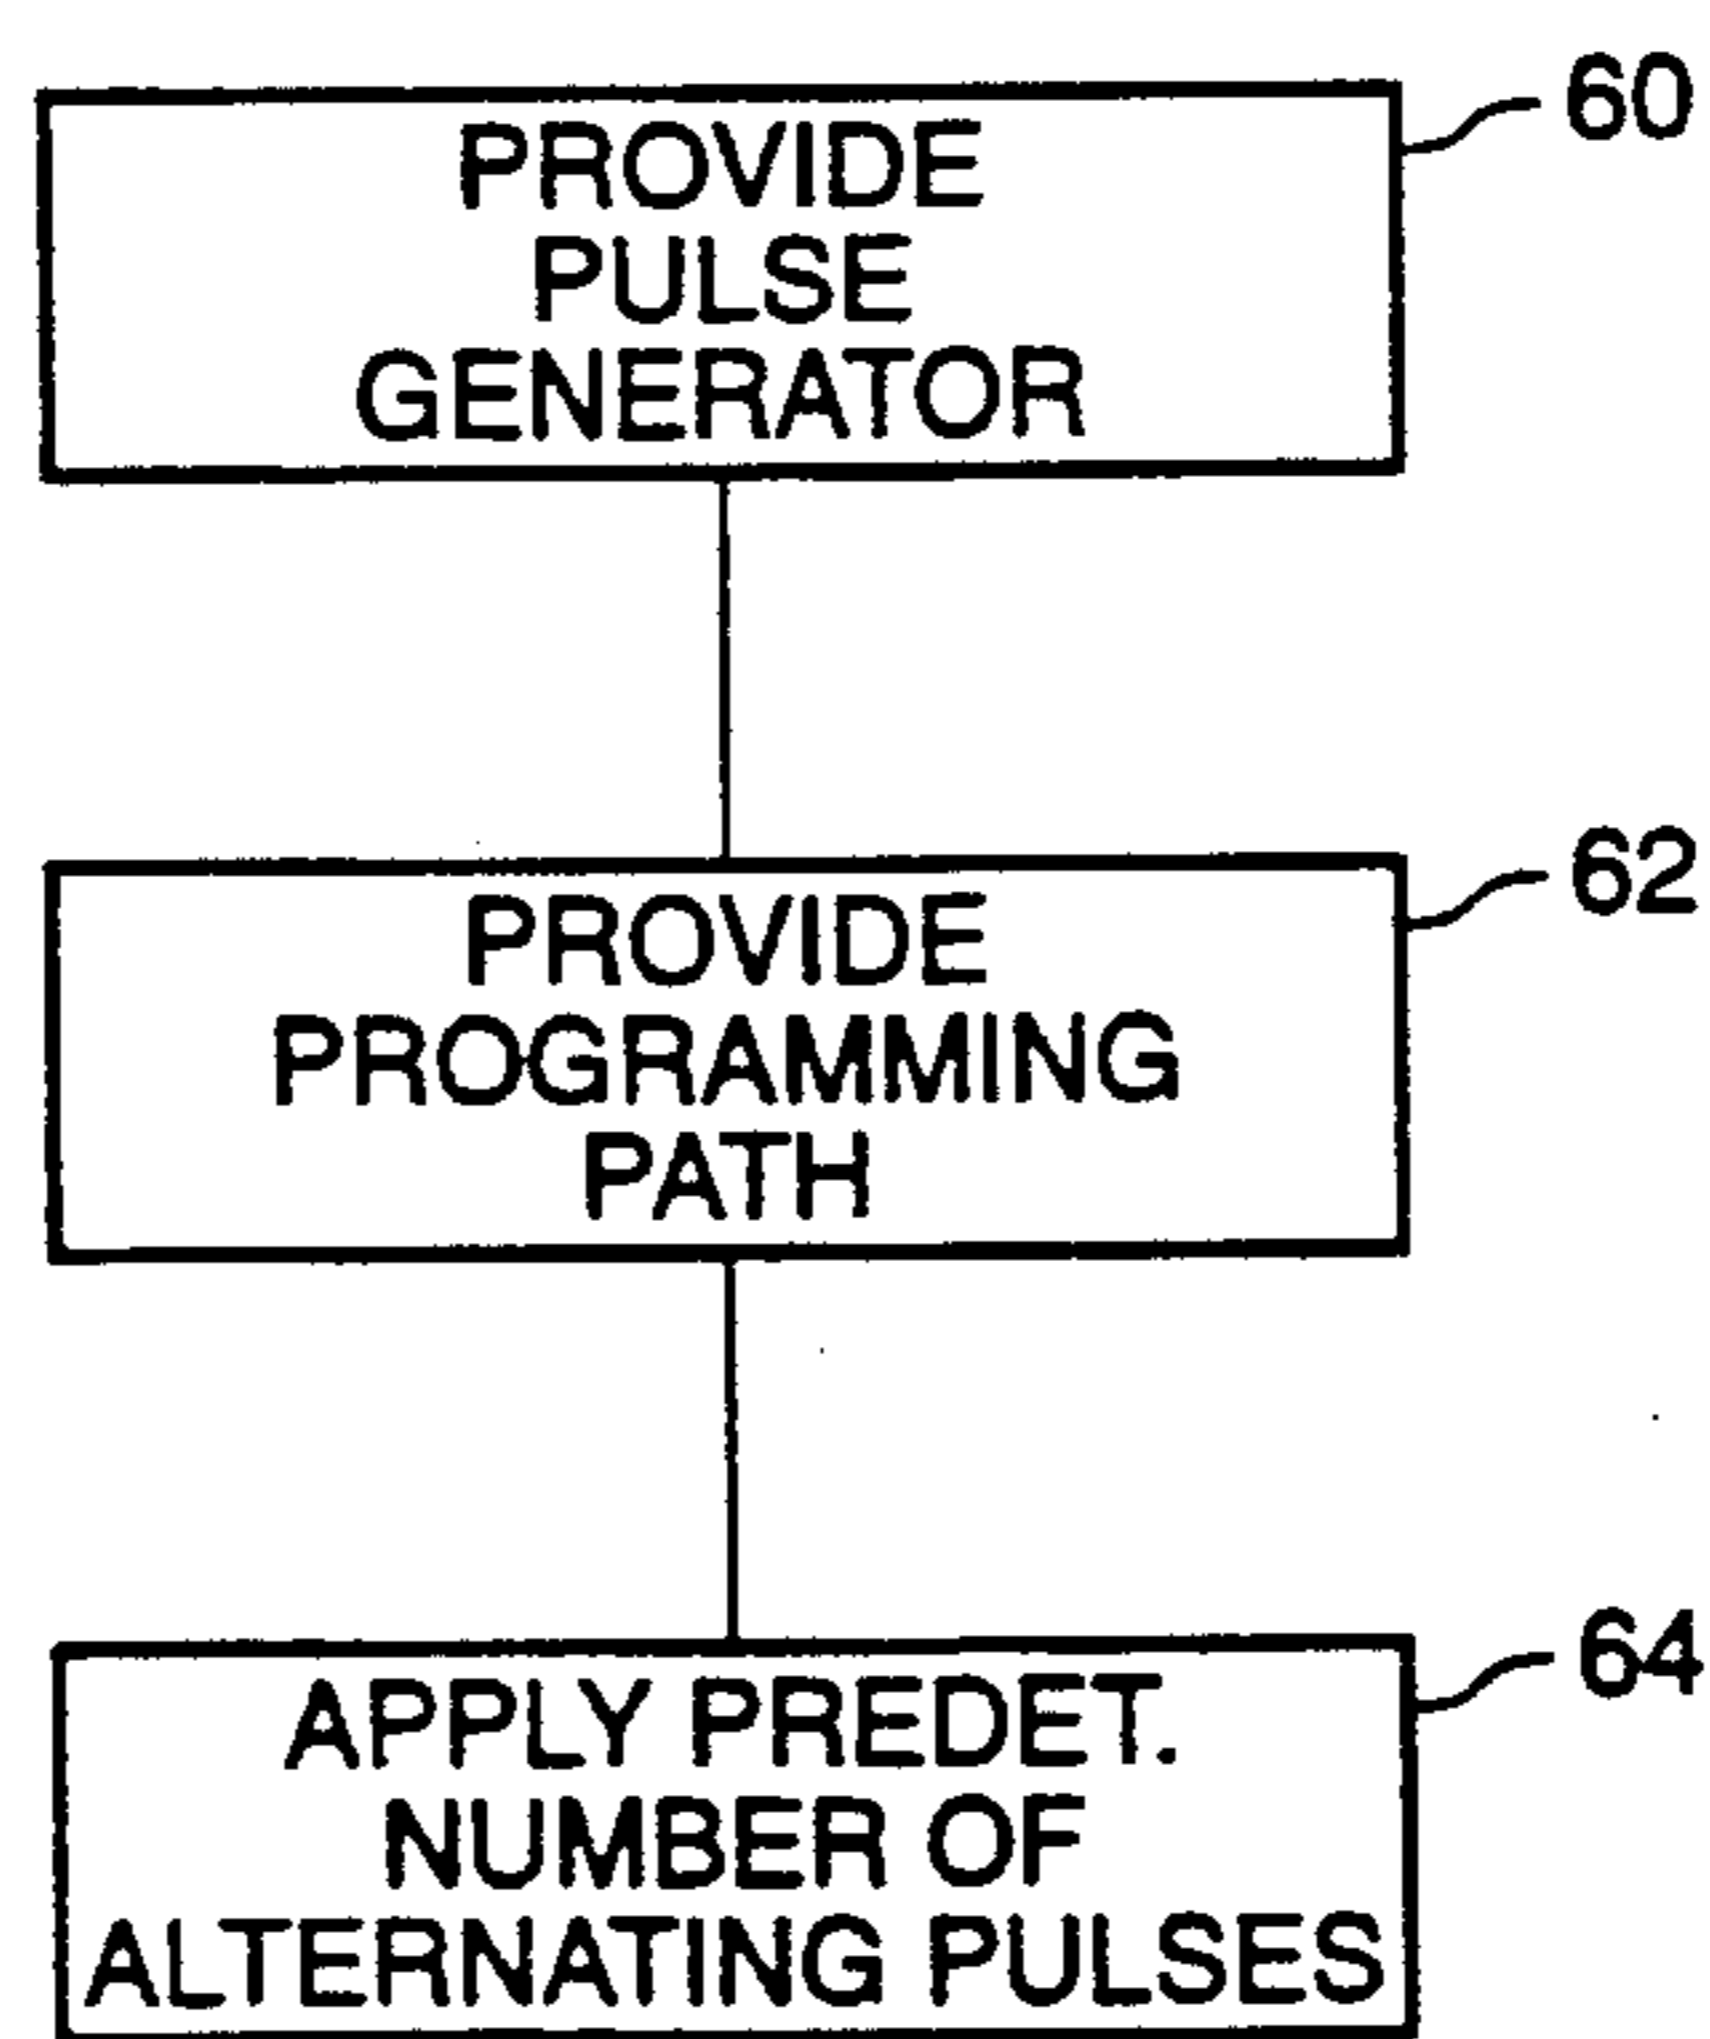 60
PROVIDE
PULSE
GENERATOR
62
PROVIDE
PROGRAMMING
PATH
64
APPLY PREDET.
NUMBER OF
ALTERNATING PULSES